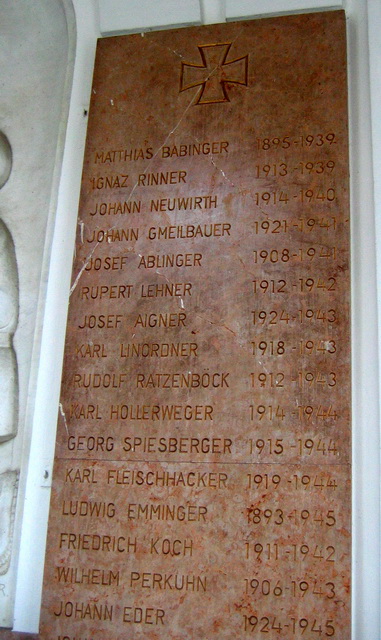 MATTHIAS BABINGER 1895-1939
IGNAZ RINNER 1913-1939
JOHANN NEUWIRTH 1914-1940
JOHANN GMEILBAUER 1921-1941
JOSEF ABLINGER 1908-1941
RUPERT LEHNER 1912-1942
JOSEF AIGNER 1924-1943
KARL LINORDNER 1918-1943
RUDOLF RATZENBOCK 1912-1943
KARL HOLLERWEGER 1914-1944
GEORG SPIESBERGER 1915-1944
KARL FLEISCHHACKER 1919-1944
LUDWIG EMMINGER 1893-1945
FRIEDRICH KOCH 1911-1942
WILHELM PERKUHN 1906-1943
JOHANN EDER 1924-1945